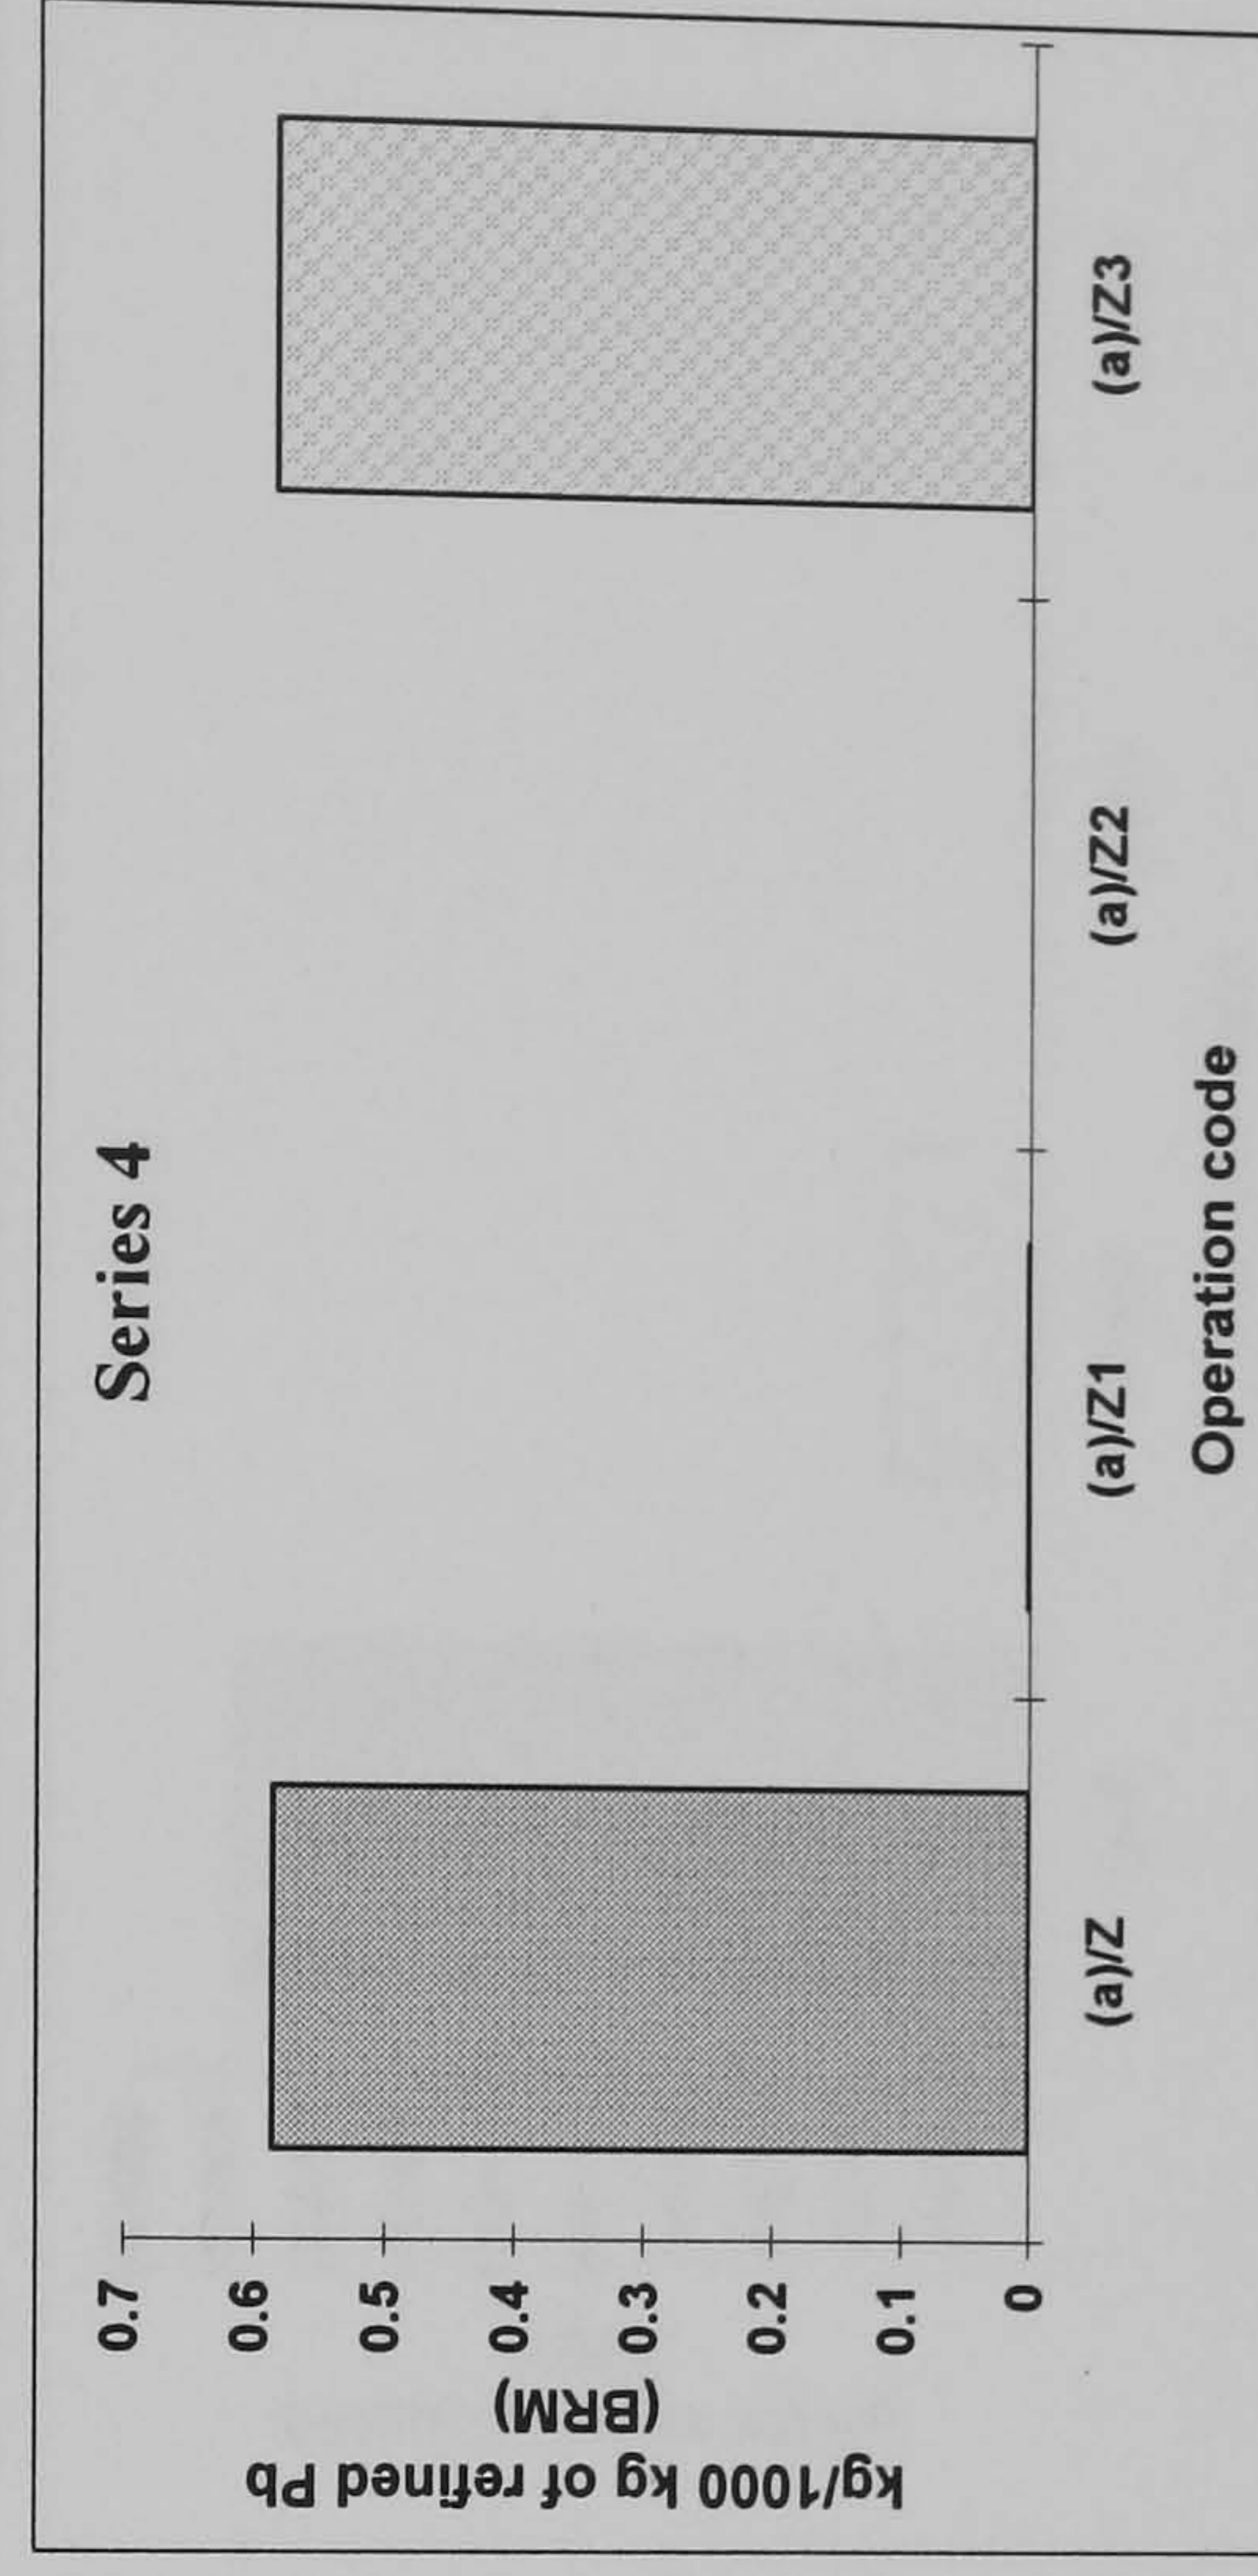 Series 4
kg/1000 kg of refined Pb
(BRM)
0.7
0.6
0.5
0.4
0.3
0.2
0.1
0
(a)/Z
(a)/Z1
(a)/Z2
(a)/Z3
Operation code